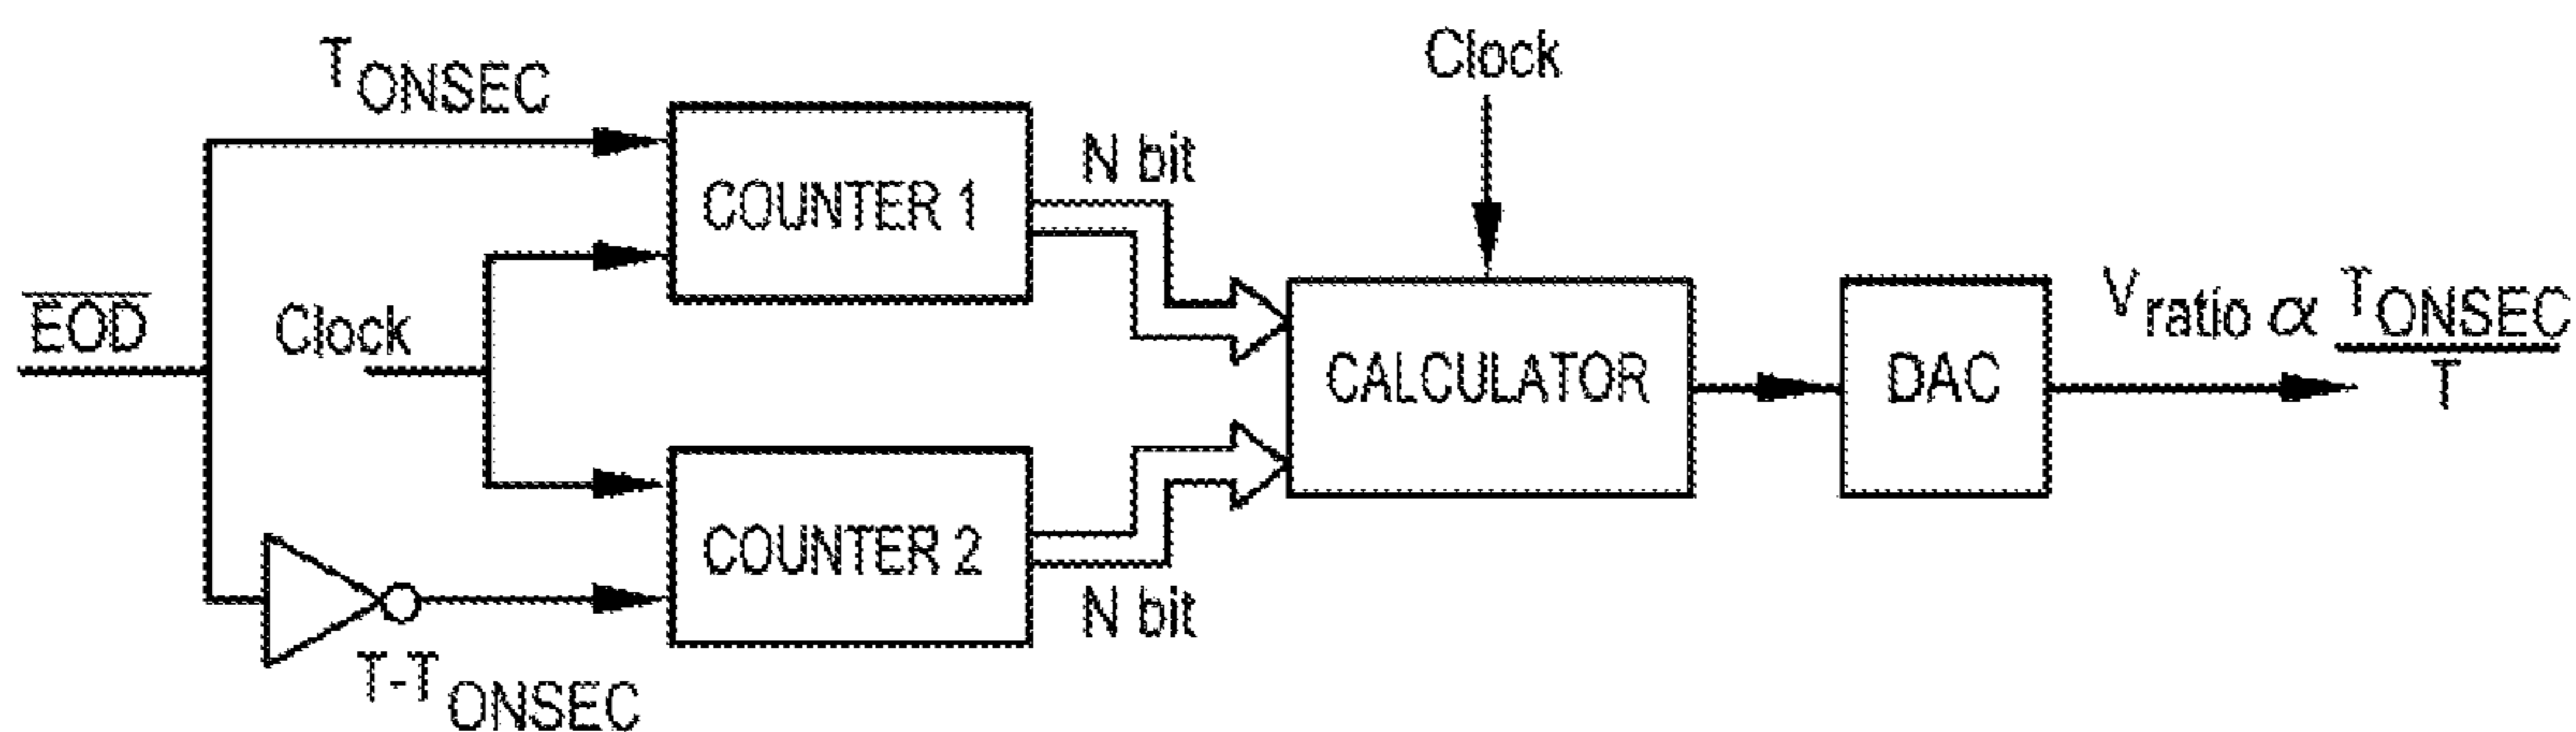 T ONSEC
Clock
N bit
COUNTER 1
EOD
Clock
CALCULATOR
DAC
V ratio α T ONSEC
T
COUNTER 2
N bit
T-T ONSEC